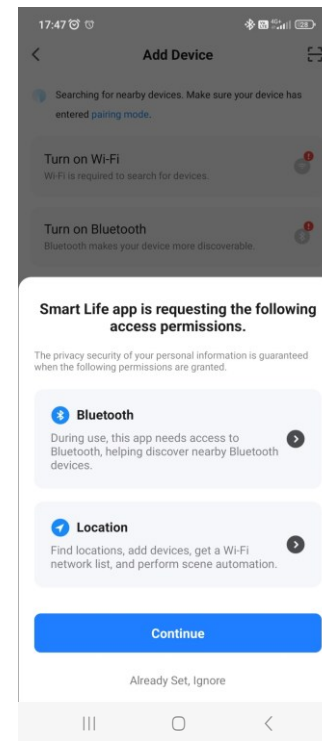 17:47
Add Device
Searching for nearby devices. Make sure your device has
entered pairing mode.
Turn on Wi-Fi
Wi-Fi is required to search for devices.
Turn on Bluetooth
Bluetooth makes your device more discoverable.
Smart Life app is requesting the following
access permissions.
The privacy security of your personal information is guaranteed
when the following permissions are granted.
Bluetooth
During use, this app needs access to
Bluetooth, helping discover nearby Bluetooth
devices.
Location
Find locations, add devices, get a Wi-Fi
network list, and perform scene automation.
Continue
Already Set, Ignore